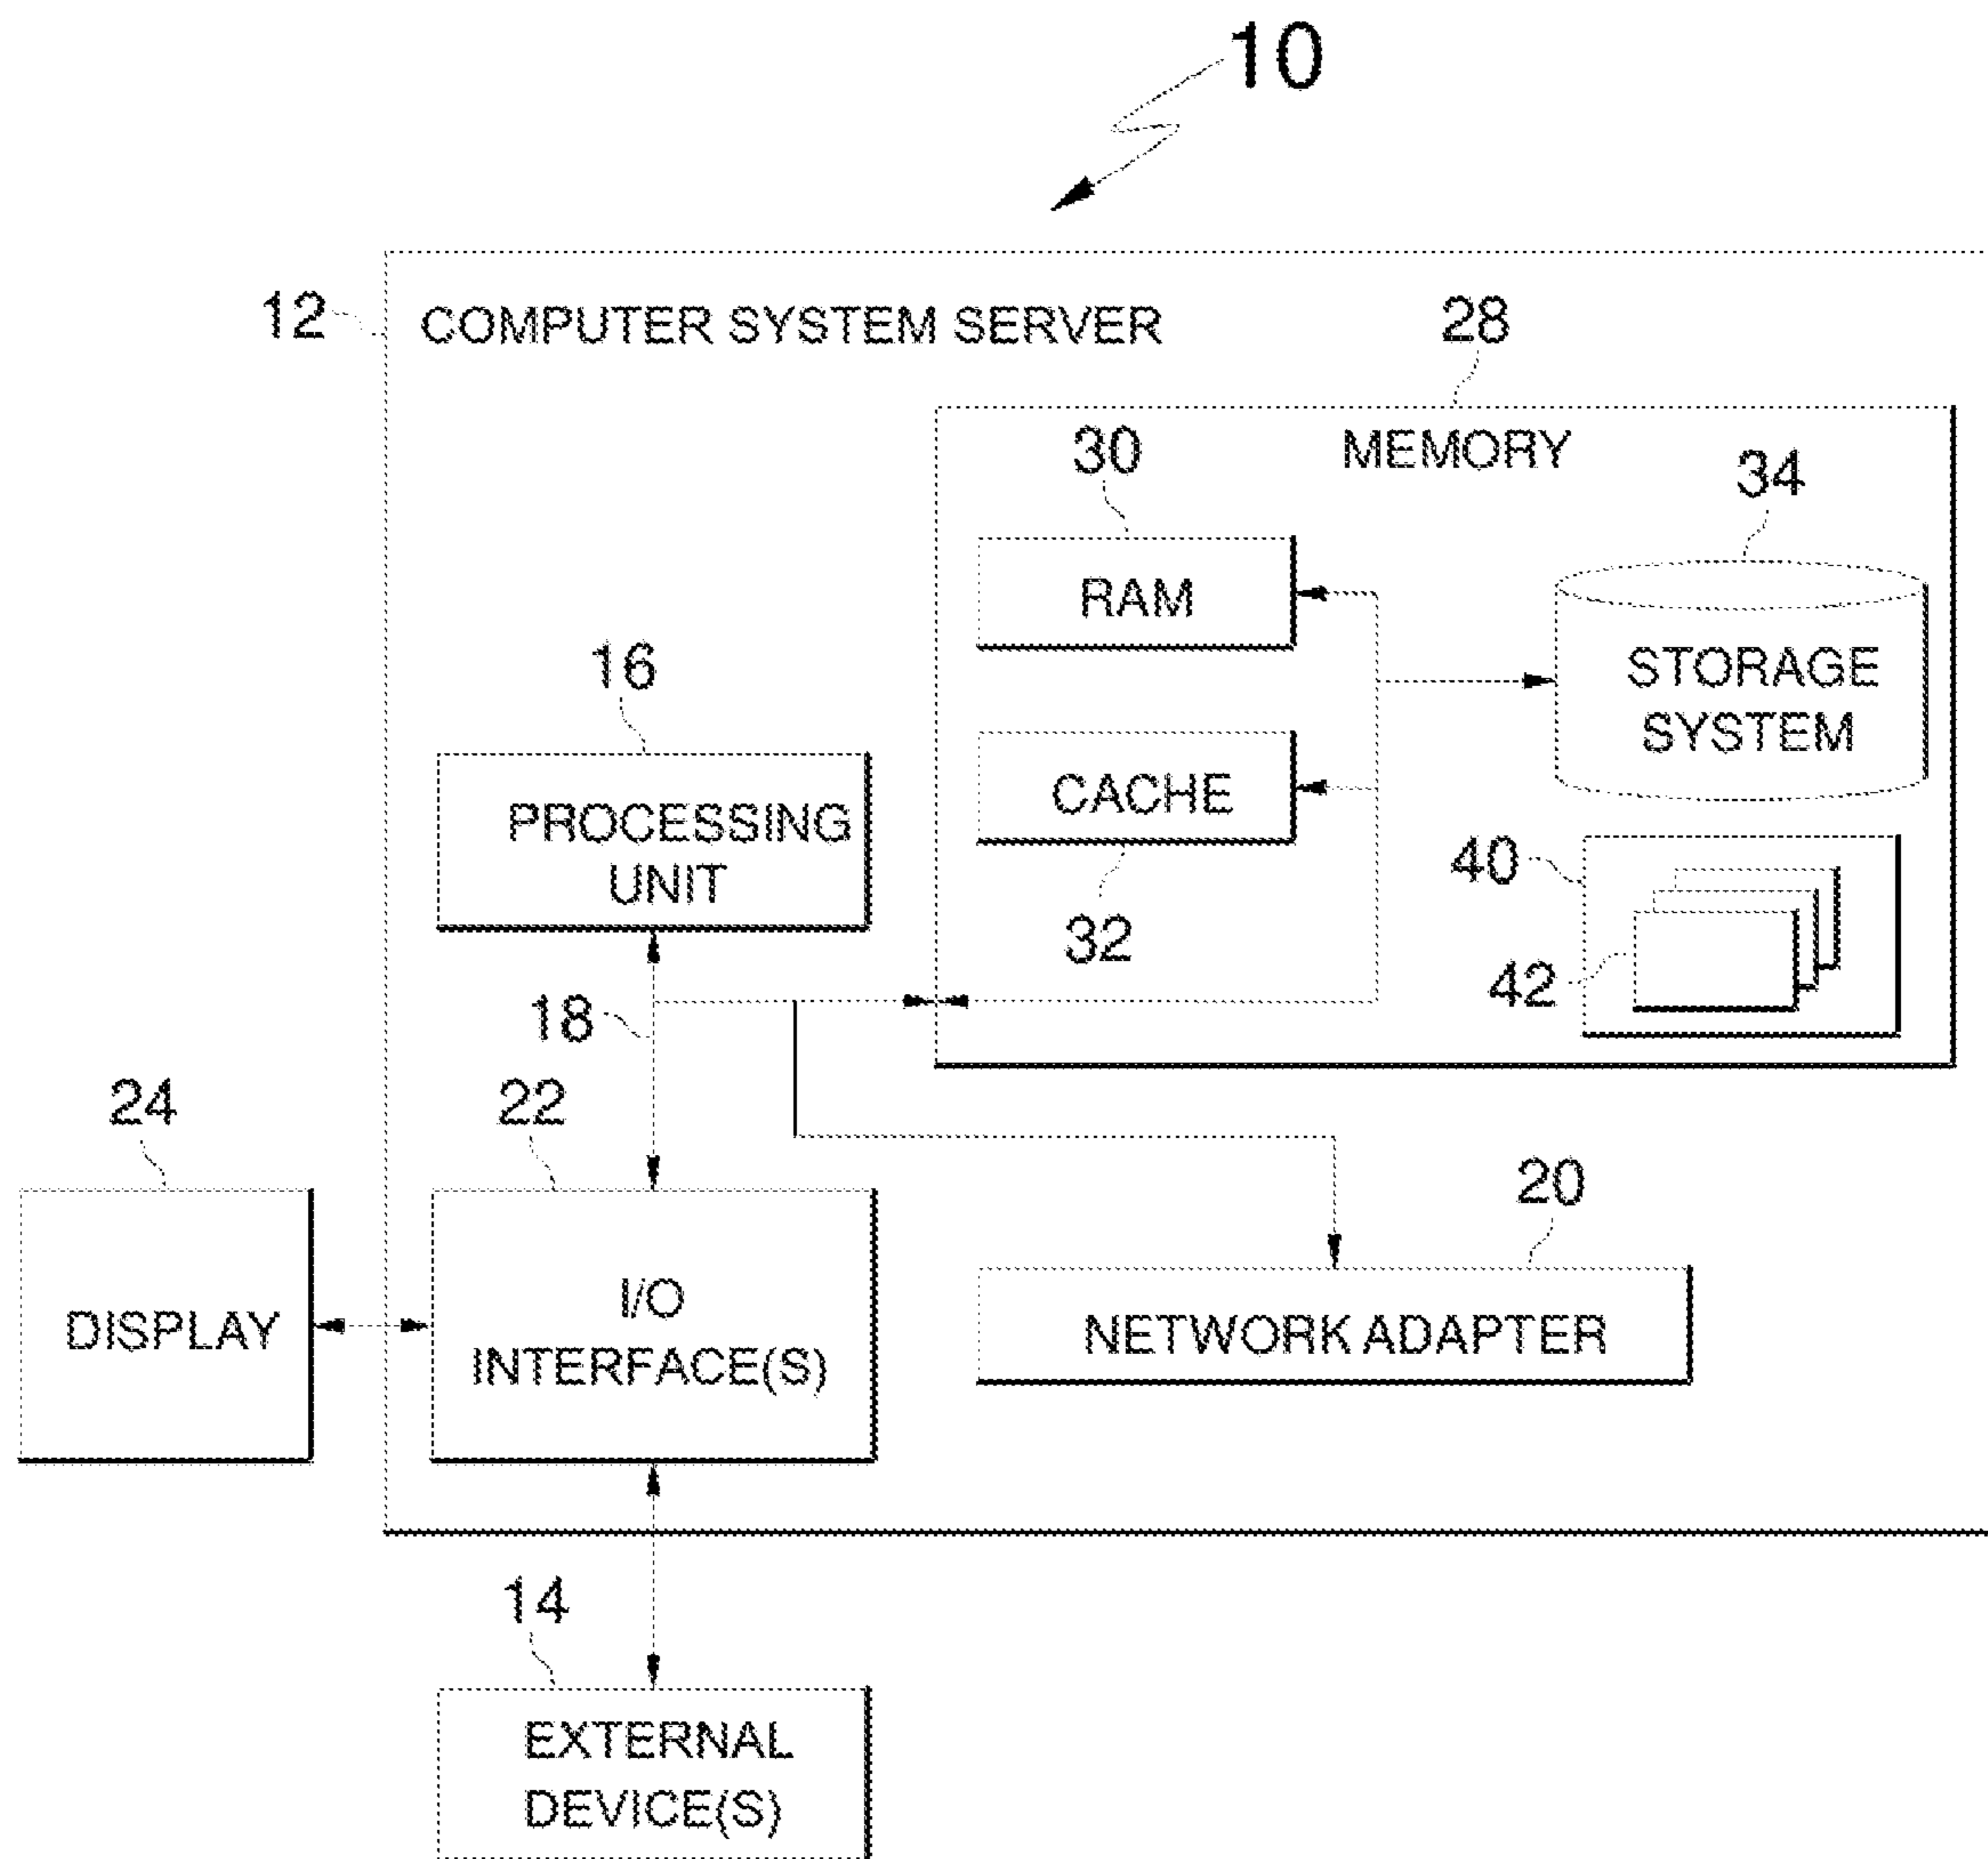 10
12
COMPUTER SYSTEM SERVER
28
MEMORY
30
34
RAM
STORAGE
SYSTEM
16
PROCESSING
UNIT
CACHE
32
40
42
18
24
22
20
DISPLAY
I/O
INTERFACE(S)
NETWORK ADAPTER
14
EXTERNAL
DEVICE(S)